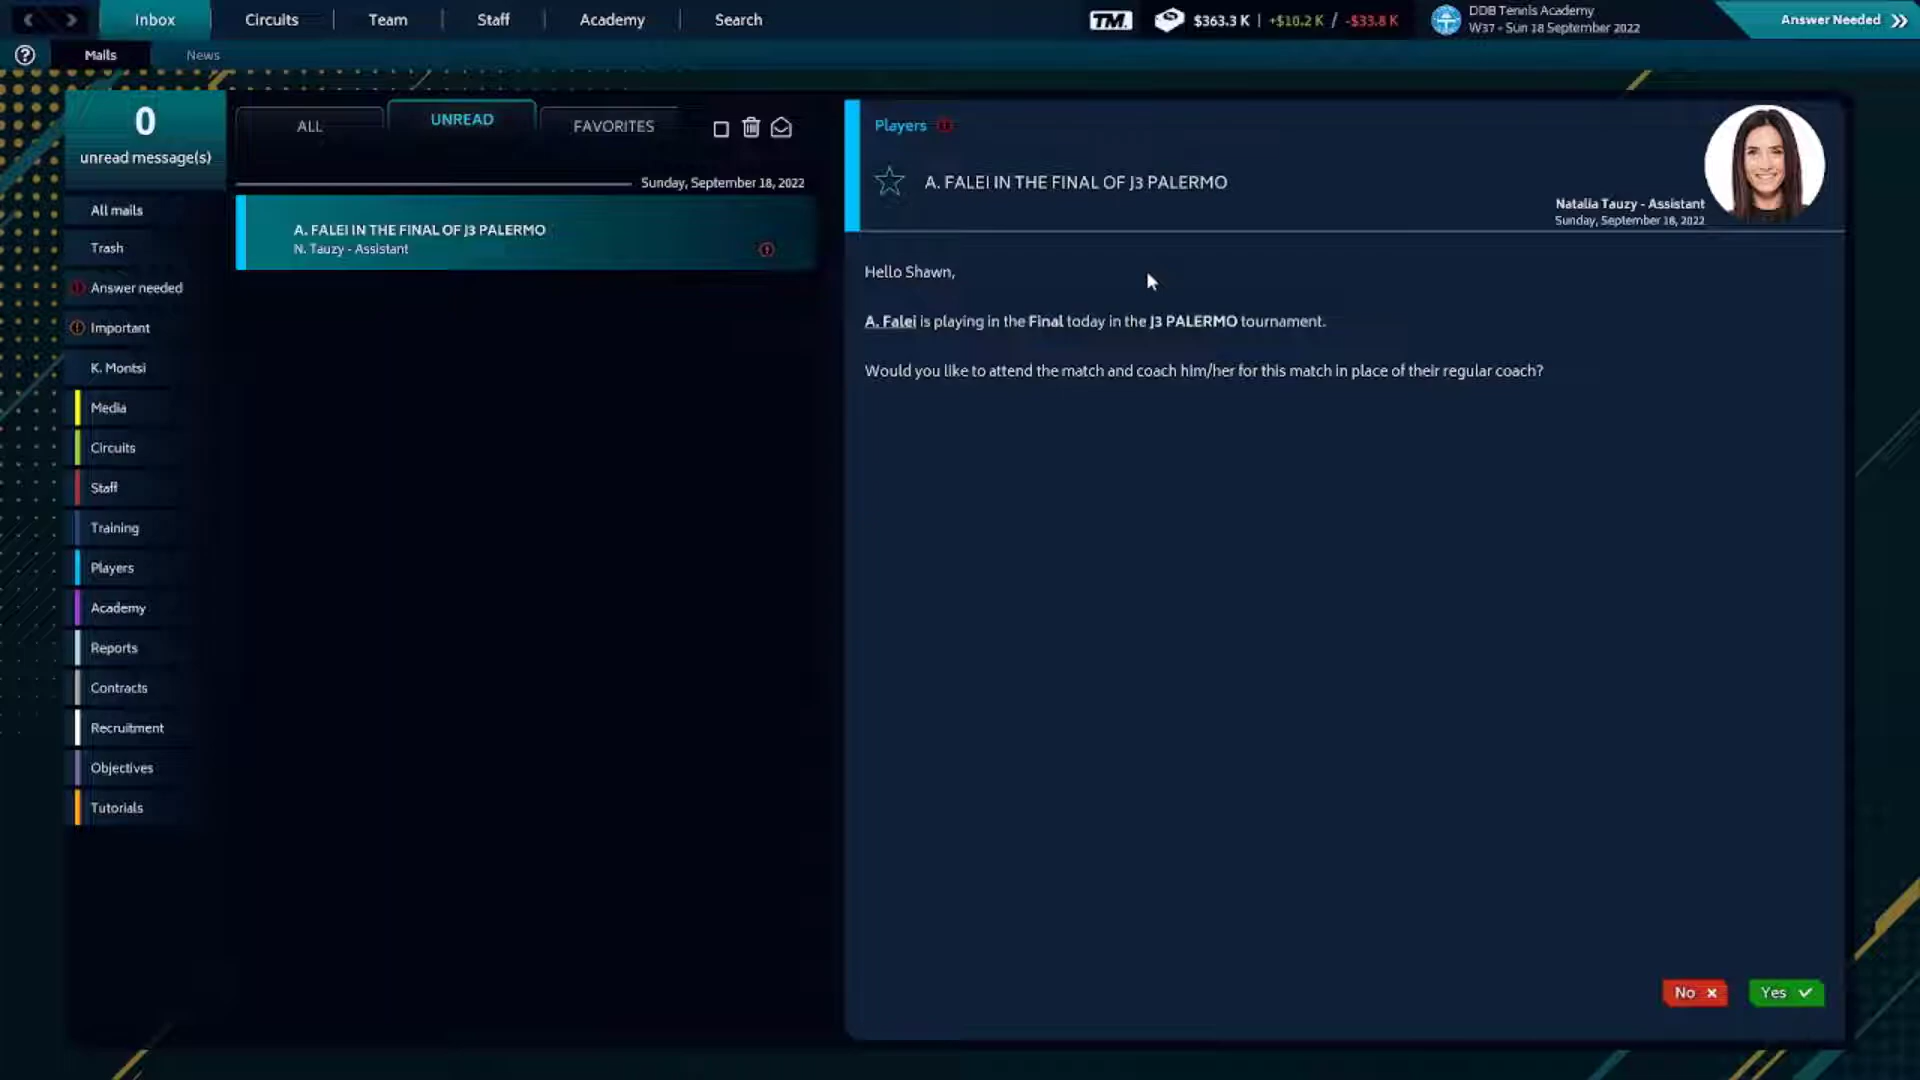 Inbox
Circuits
Team
Staff
Academy
Search
TM.
$363.3 K | +$10.2 K / -$33.8 K
DDB Tennis Academy
W37 - Sun 18 September 2022
Answer Needed
Mails
News
0
unread message(s)
All mails
Trash
Answer needed
Important
K. Montsi
Media
Circuits
Staff
Training
Players
Academy
Reports
Contracts
Recruitment
Objectives
Tutorials
ALL
UNREAD
FAVORITES
Sunday, September 18, 2022
A. FALEI IN THE FINAL OF J3 PALERMO
N. Tauzy - Assistant
Players
A. FALEI IN THE FINAL OF J3 PALERMO
Natalia Tauzy - Assistant
Sunday, September 18, 2022
Hello Shawn,
A. Falei is playing in the Final today in the J3 PALERMO tournament.
Would you like to attend the match and coach him/her for this match in place of their regular coach?
No
Yes